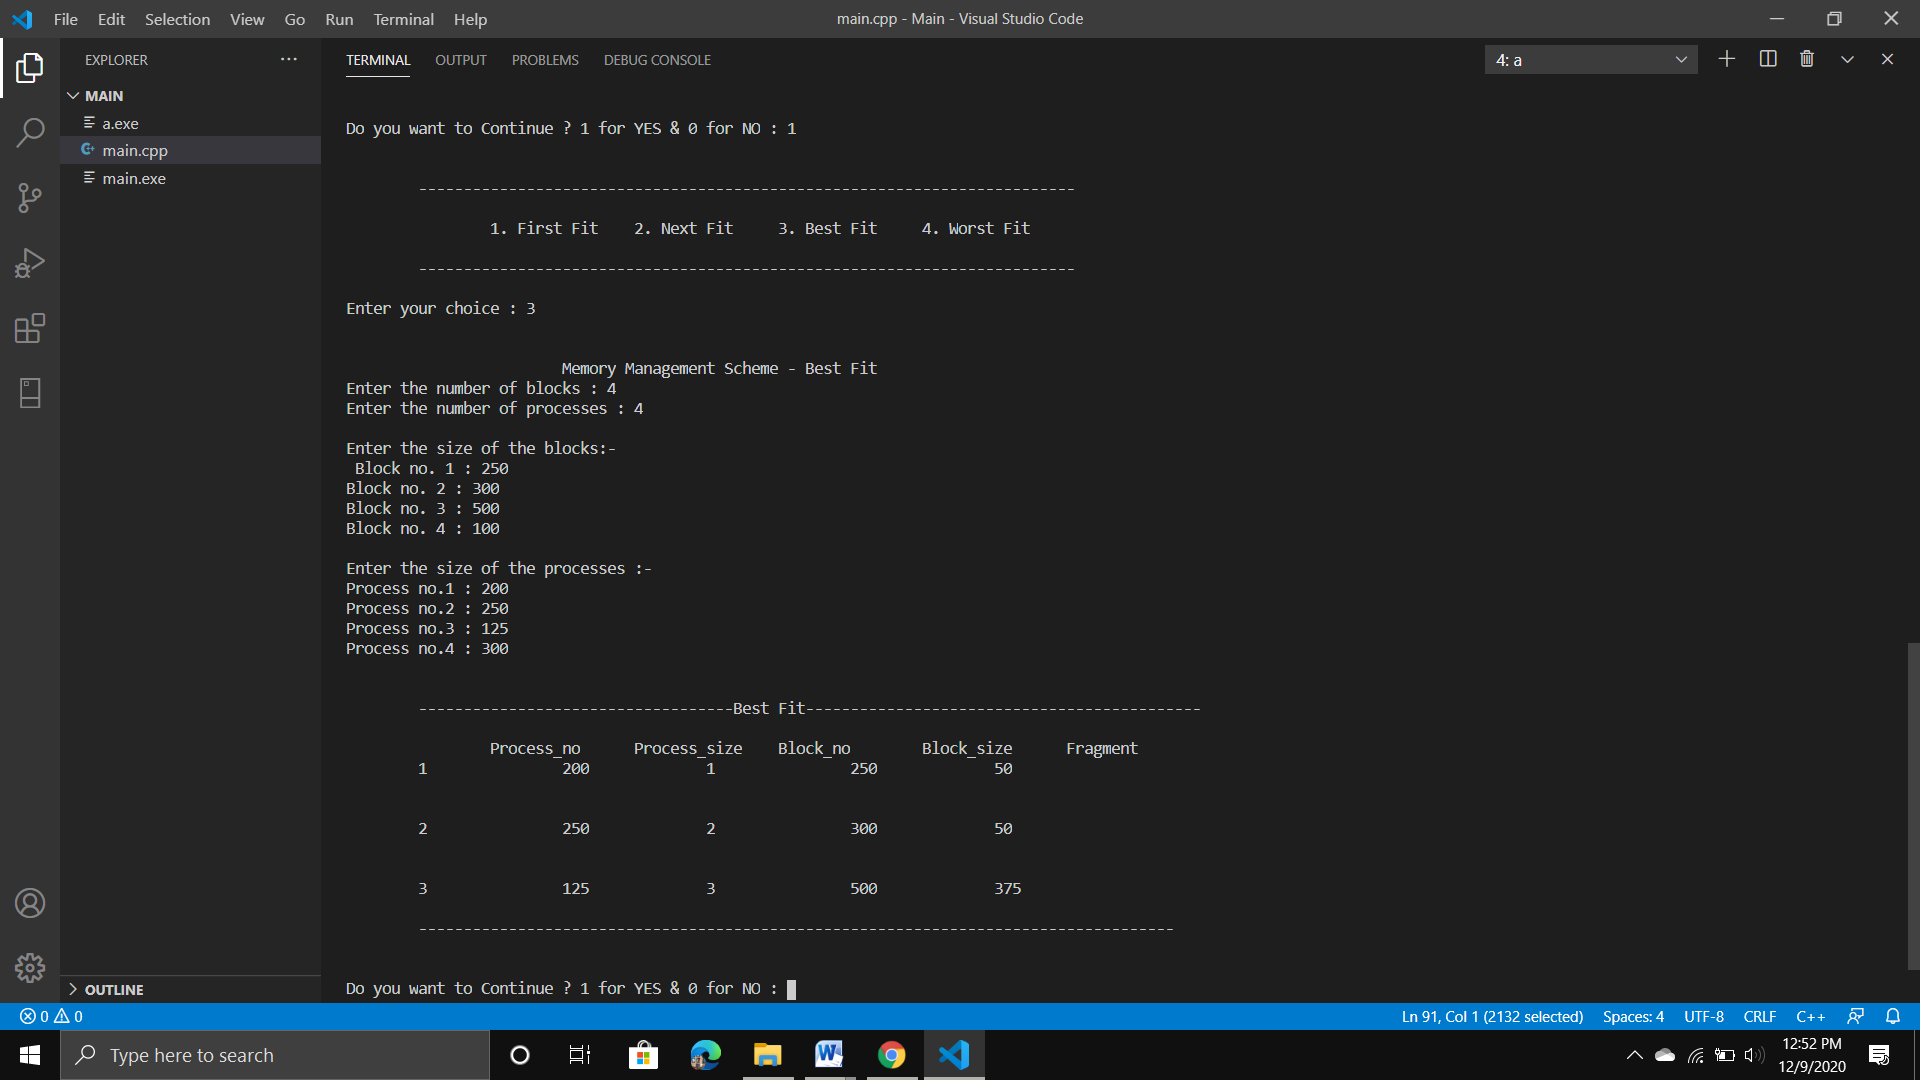 File Edit Selection View Go Run Terminal Help main.cpp - Main - Visual Studio Code
EXPLORER ...
MAIN
a.exe
main.cpp
main.exe
OUTLINE
TERMINAL OUTPUT PROBLEMS DEBUG CONSOLE 4: a
Do you want to Continue ? 1 for YES & 0 for NO : 1
-------------------------------------------------------------------------
1. First Fit 2. Next Fit 3. Best Fit 4. Worst Fit
-------------------------------------------------------------------------
Enter your choice : 3
Memory Management Scheme - Best Fit
Enter the number of blocks : 4
Enter the number of processes : 4
Enter the size of the blocks:-
Block no. 1 : 250
Block no. 2 : 300
Block no. 3 : 500
Block no. 4 : 100
Enter the size of the processes :-
Process no.1 : 200
Process no.2 : 250
Process no.3 : 125
Process no.4 : 300
-----------------------------------Best Fit--------------------------------------------
Process_no Process_size Block_no Block_size Fragment
1 200 1 250 50
2 250 2 300 50
3 125 3 500 375
------------------------------------------------------------------------------------
Do you want to Continue ? 1 for YES & 0 for NO :
0 0 Ln 91, Col 1 (2132 selected) Spaces: 4 UTF-8 CRLF C++
Type here to search
12:52 PM
12/9/2020